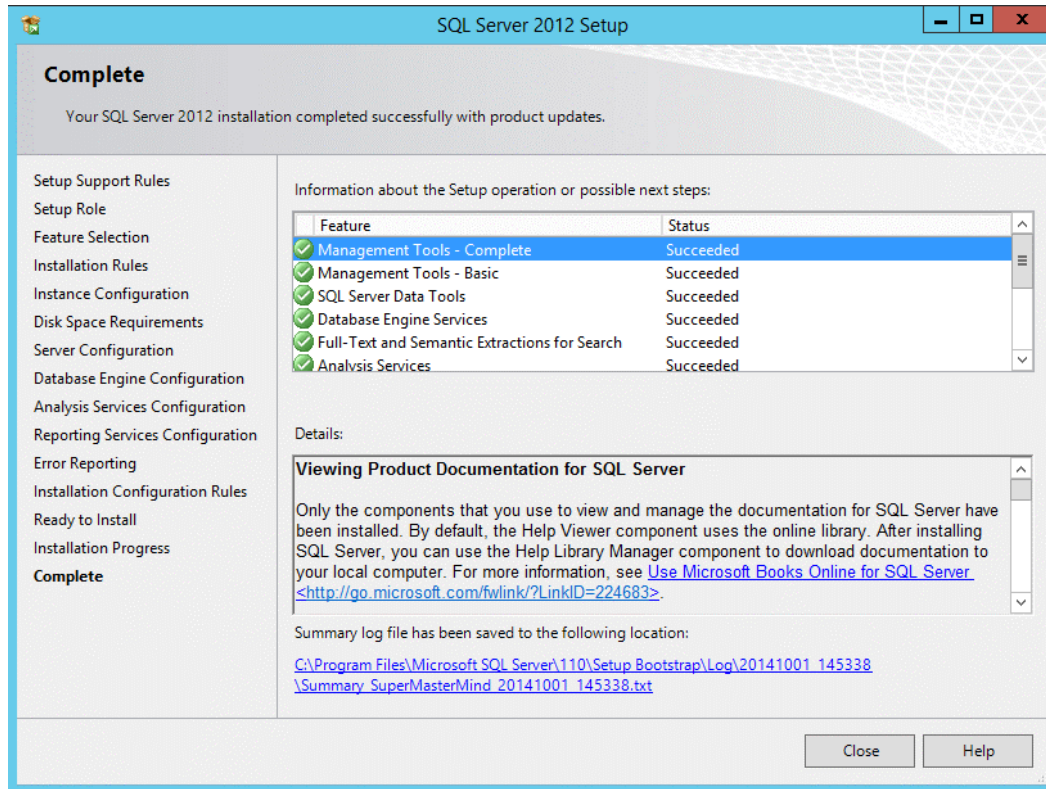 SQL Server 2012 Setup
Complete
Your SQL Server 2012 installation completed successfully with product updates.
Setup Support Rules
Setup Role
Feature Selection
Installation Rules
Instance Configuration
Disk Space Requirements
Server Configuration
Database Engine Configuration
Analysis Services Configuration
Reporting Services Configuration
Error Reporting
Installation Configuration Rules
Ready to Install
Installation Progress
Complete
Information about the Setup operation or possible next steps:
Feature Status
Management Tools - Complete Succeeded
Management Tools - Basic Succeeded
SQL Server Data Tools Succeeded
Database Engine Services Succeeded
Full-Text and Semantic Extractions for Search Succeeded
Analysis Services Succeeded
Details:
Viewing Product Documentation for SQL Server
Only the components that you use to view and manage the documentation for SQL Server have
been installed. By default, the Help Viewer component uses the online library. After installing
SQL Server, you can use the Help Library Manager component to download documentation to
your local computer. For more information, see Use Microsoft Books Online for SQL Server
<http://go.microsoft.com/fwlink/?LinkID=224683>.
Summary log file has been saved to the following location:
C:\Program Files\Microsoft SQL Server\110\Setup Bootstrap\Log\20141001_145338
\Summary_SuperMasterMind_20141001_145338.txt
Close Help